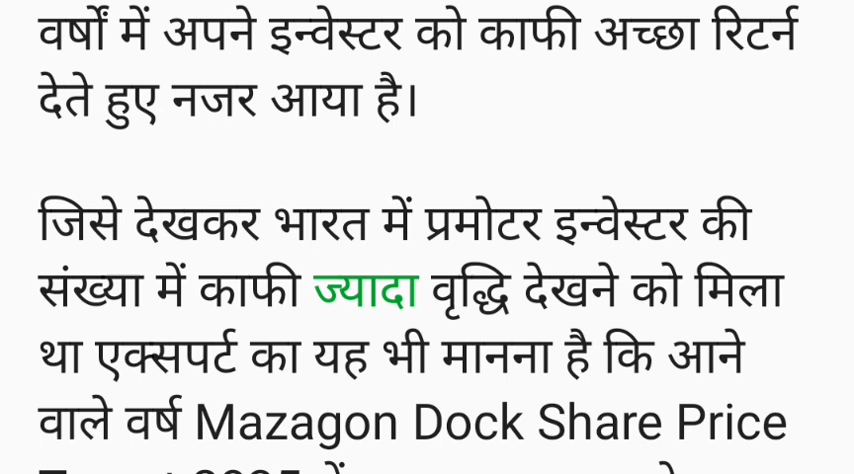 वर्षों में अपने इन्वेस्टर को काफी अच्छा रिटर्न
देते हुए नजर आया है।
जिसे देखकर भारत में प्रमोटर इन्वेस्टर की
संख्या में काफी ज्यादा वृद्धि देखने को मिला
था एक्सपर्ट का यह भी मानना है कि आने
वाले वर्ष Mazagon Dock Share Price